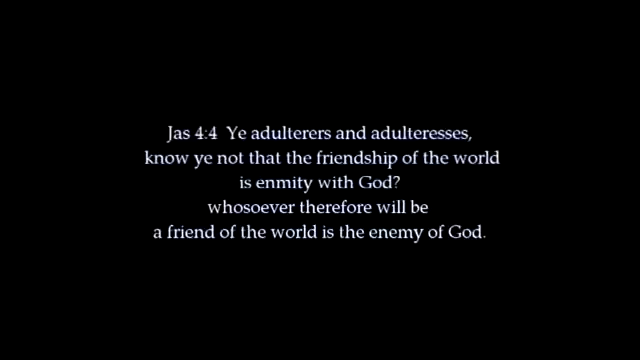 Jas 4:4  Ye adulterers and adulteresses,
know ye not that the friendship of the world
is enmity with God?
whosoever therefore will be
a friend of the world is the enemy of God.